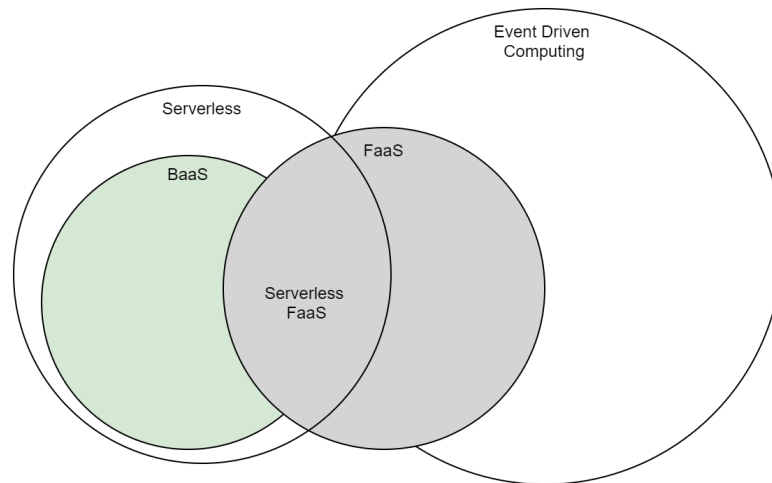 Event Driven
Computing
Serverless
FaaS
BaaS
Serverless
FaaS